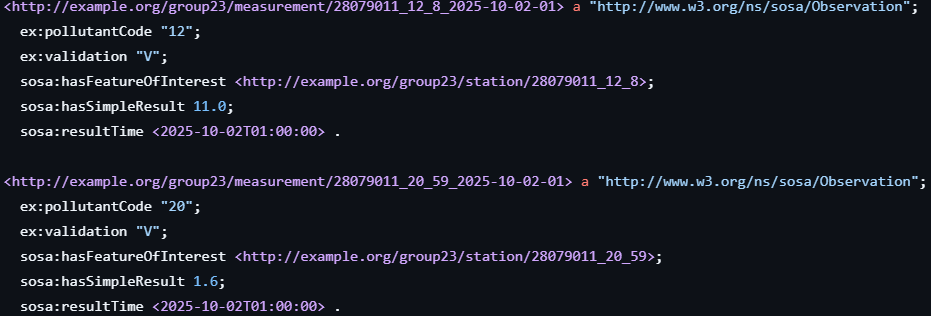 <http://example.org/group23/measurement/28079011_12_8_2025-10-02-01> a "http://www.w3.org/ns/sosa/Observation";
ex:pollutantCode "12";
ex:validation "V";
sosa:hasFeatureOfInterest <http://example.org/group23/station/28079011_12_8>;
sosa:hasSimpleResult 11.0;
sosa:resultTime <2025-10-02T01:00:00> .
<http://example.org/group23/measurement/28079011_20_59_2025-10-02-01> a "http://www.w3.org/ns/sosa/Observation";
ex:pollutantCode "20";
ex:validation "V";
sosa:hasFeatureOfInterest <http://example.org/group23/station/28079011_20_59>;
sosa:hasSimpleResult 1.6;
sosa:resultTime <2025-10-02T01:00:00> .